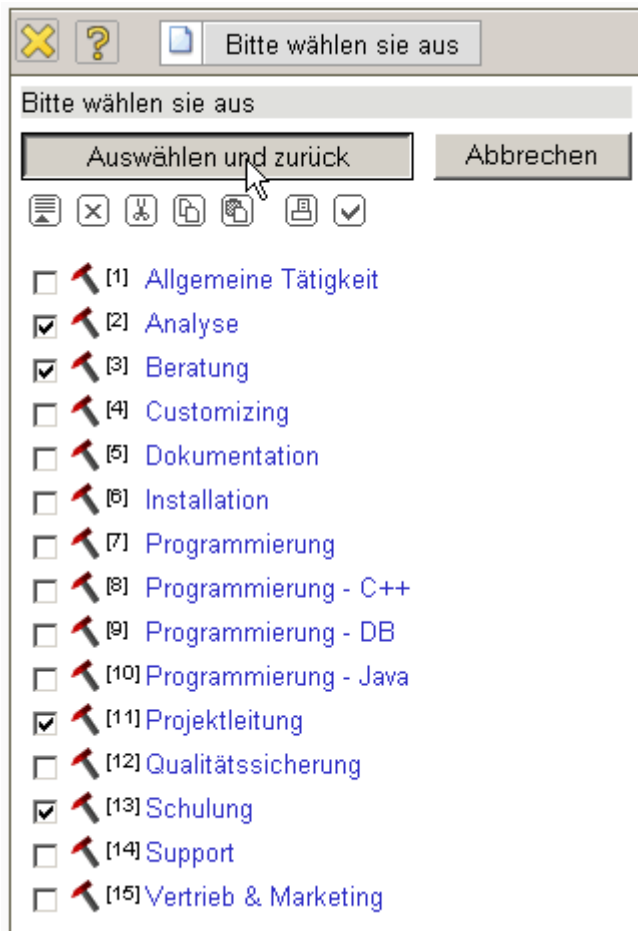 Bitte wählen sie aus
Bitte wählen sie aus
Auswählen und zurück Abbrechen
[1] Allgemeine Tätigkeit
[2] Analyse
[3] Beratung
[4] Customizing
[5] Dokumentation
[6] Installation
[7] Programmierung
[8] Programmierung - C++
[9] Programmierung - DB
[10] Programmierung - Java
[11] Projektleitung
[12] Qualitätssicherung
[13] Schulung
[14] Support
[15] Vertrieb & Marketing